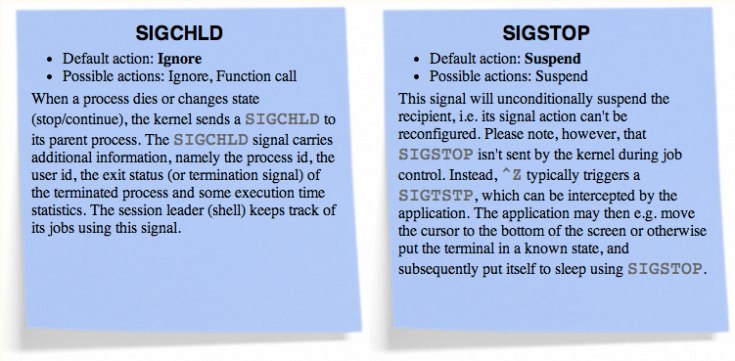 SIGCHLD
• Default action: Ignore
• Possible actions: Ignore, Function call
When a process dies or changes state
(stop/continue), the kernel sends a SIGCHLD to
its parent process. The SIGCHLD signal carries
additional information, namely the process id, the
user id, the exit status (or termination signal) of
the terminated process and some execution time
statistics. The session leader (shell) keeps track of
its jobs using this signal.
SIGSTOP
• Default action: Suspend
• Possible actions: Suspend
This signal will unconditionally suspend the
recipient, i.e. its signal action can't be
reconfigured. Please note, however, that
SIGSTOP isn't sent by the kernel during job
control. Instead, ^Z typically triggers a
SIGTSTP, which can be intercepted by the
application. The application may then e.g. move
the cursor to the bottom of the screen or otherwise
put the terminal in a known state, and
subsequently put itself to sleep using SIGSTOP.